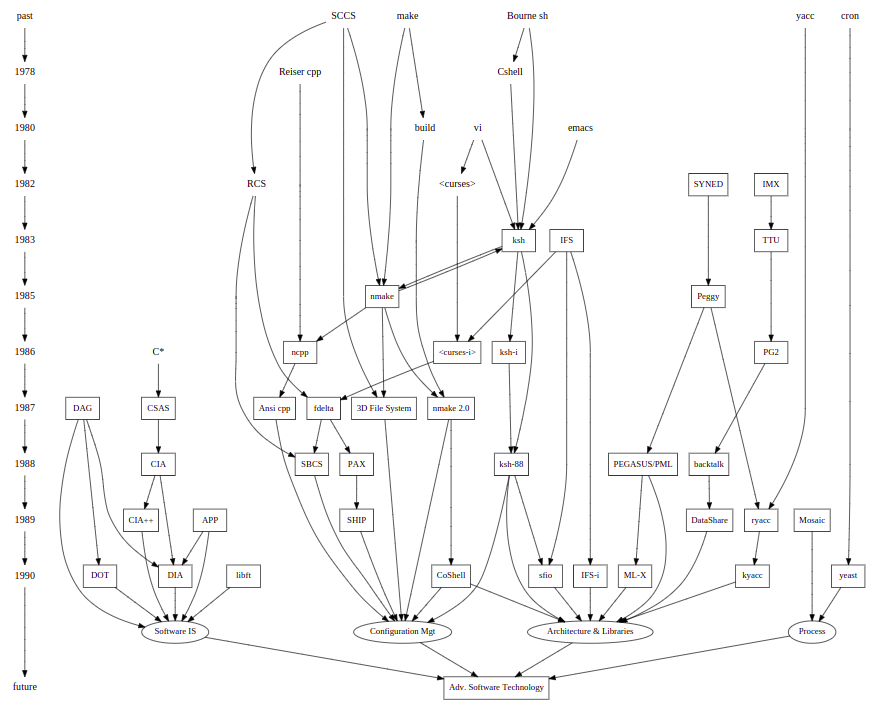 past SCCS make Bourne sh yacc cron
1978 Reiser cpp Cshell
1980 build vi emacs
1982 RCS <curses> SYNED IMX
1983 ksh IFS TTU
1985 nmake Peggy
1986 C* ncpp <curses-i> ksh-i PG2
1987 DAG CSAS Ansi cpp fdelta 3D File System nmake 2.0
1988 CIA SBCS PAX ksh-88 PEGASUS/PML backtalk
1989 CIA++ APP SHIP DataShare ryacc Mosaic
1990 DOT DIA libft CoShell sfio IFS-i ML-X kyacc yeast
Software IS Configuration Mgt Architecture & Libraries Process
future Adv. Software Technology